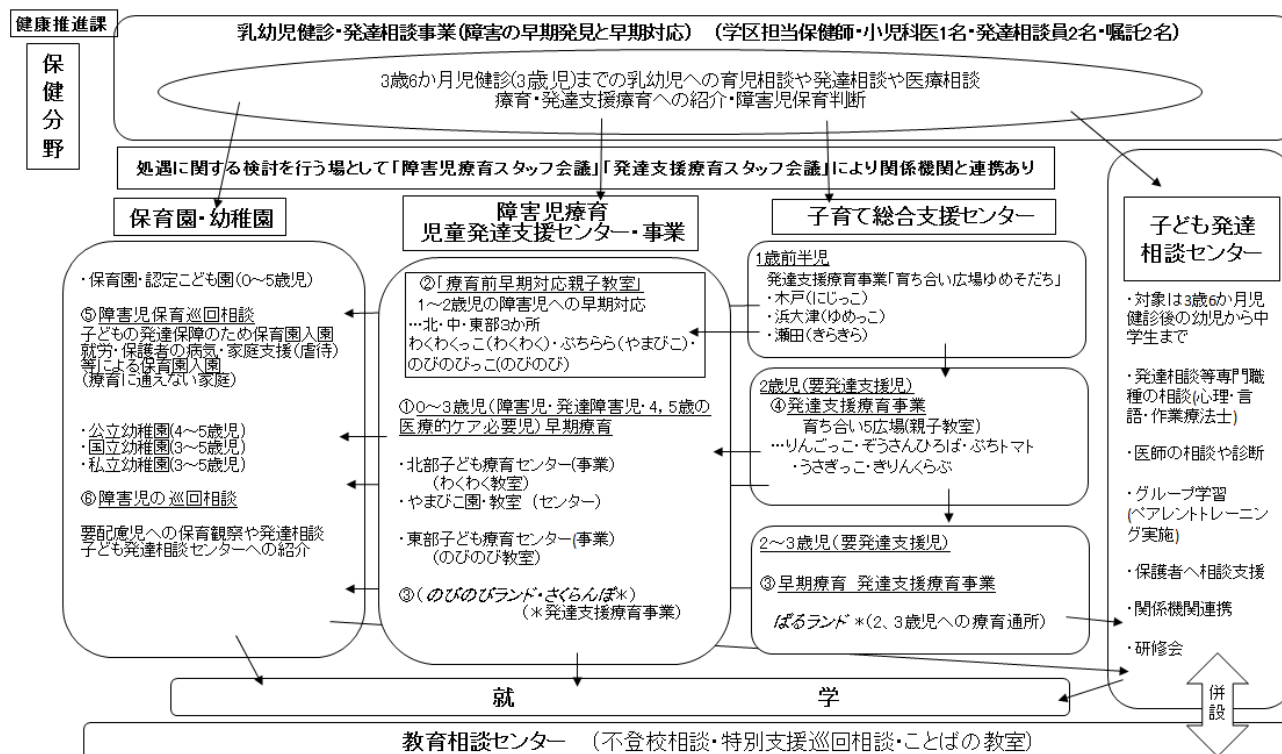 健康推進課
保健分野
乳幼児健診・発達相談事業(障害の早期発見と早期対応) (学区担当保健師・小児科医1名・発達相談員2名・嘱託2名)
3歳6か月児健診(3歳児)までの乳幼児への育児相談や発達相談や医療相談
療育・発達支援療育への紹介・障害児保育判断
処遇に関する検討を行う場として「障害児療育スタッフ会議」「発達支援療育スタッフ会議」により関係機関と連携あり
保育園・幼稚園
・保育園・認定こども園(0～5歳児)
⑤障害児保育巡回相談
子どもの発達保障のため保育園入園
就労・保護者の病気・家庭支援(虐待)
等による保育園入園
(療育に通えない家庭)
・公立幼稚園(4～5歳児)
・国立幼稚園(3～5歳児)
・私立幼稚園(3～5歳児)
⑥障害児の巡回相談
要配慮児への保育観察や発達相談
子ども発達相談センターへの紹介
障害児療育
児童発達支援センター・事業
②「療育前早期対応親子教室」
1～2歳児の障害児への早期対応
…北・中・東部3か所
わくわくっこ(わくわく)・ぷちらら(やまびこ)・
のびのびっこ(のびのび)
①0～3歳児(障害児・発達障害児・4,5歳の
医療的ケア必要児)早期療育
・北部子ども療育センター(事業)
(わくわく教室)
・やまびこ園・教室 (センター)
・東部子ども療育センター(事業)
(のびのび教室)
③(のびのびランド・さくらんぼ*)
(*発達支援療育事業)
子育て総合支援センター
1歳前半児
発達支援療育事業「育ち合い広場ゆめそだち」
・木戸(にじっこ)
・浜大津(ゆめっこ)
・瀬田(きらきら)
2歳児(要発達支援児)
④発達支援療育事業
育ち合い5広場(親子教室)
…りんごっこ・ぞうさんひろば・ぷちトマト
・うさぎっこ・きりんくらぶ
2～3歳児(要発達支援児)
③早期療育 発達支援療育事業
ぱるランド *(2、3歳児への療育通所)
子ども発達
相談センター
・対象は3歳6か月児
健診後の幼児から中
学生まで
・発達相談等専門職
種の相談(心理・言
語・作業療法士)
・医師の相談や診断
・グループ学習
(ペアレントトレーニン
グ実施)
・保護者へ相談支援
・関係機関連携
・研修会
併設
就 学
教育相談センター (不登校相談・特別支援巡回相談・ことばの教室)